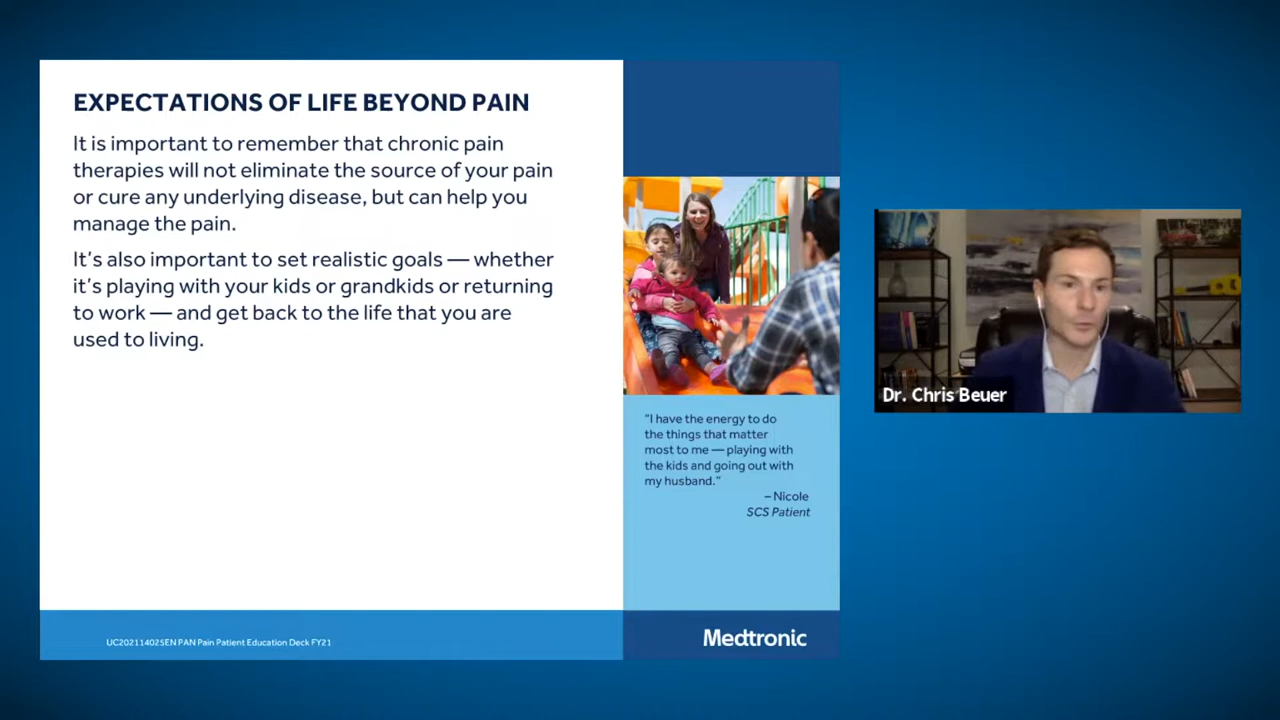 EXPECTATIONS OF LIFE BEYOND PAIN
It is important to remember that chronic pain
therapies will not eliminate the source of your pain
or cure any underlying disease, but can help you
manage the pain.
It’s also important to set realistic goals — whether
it’s playing with your kids or grandkids or returning
to work — and get back to the life that you are
used to living.
“I have the energy to do
the things that matter
most to me — playing with
the kids and going out with
my husband.”
– Nicole
SCS Patient
UC202114025EN PAN Pain Patient Education Deck FY21
Medtronic
Dr. Chris Beuer